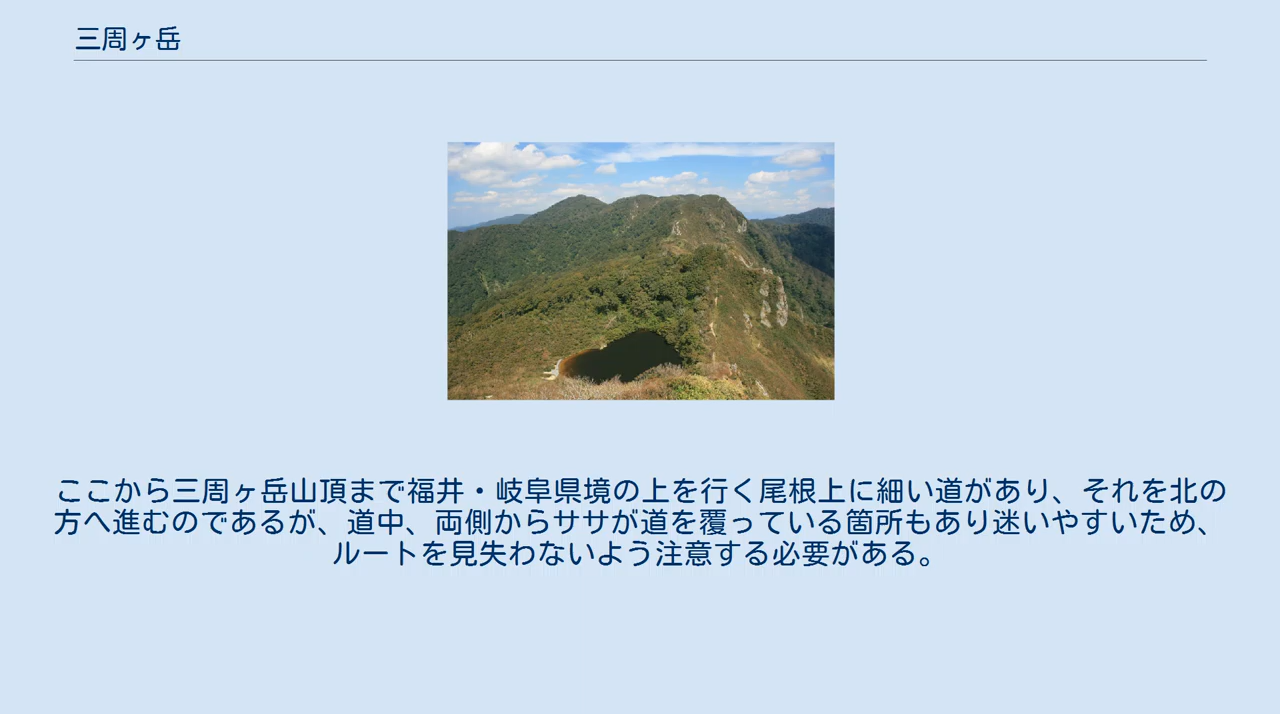 三周ヶ岳
ここから三周ヶ岳山頂まで福井・岐阜県境の上を行く尾根上に細い道があり、それを北の
方へ進むのであるが、道中、両側からササが道を覆っている箇所もあり迷いやすいため、
ルートを見失わないよう注意する必要がある。